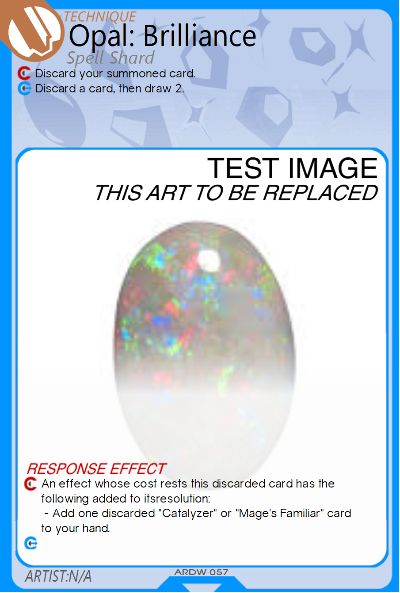 TECHNIQUE
Opal: Brilliance
Spell Shard
Discard your summoned card.
Discard a card, then draw 2.
TEST IMAGE
THIS ART TO BE REPLACED
RESPONSE EFFECT
An effect whose cost rests this discarded card has the
following added to itsresolution:
- Add one discarded "Catalyzer" or "Mage's Familiar" card
to your hand.
ARTIST:N/A
ARDW 057